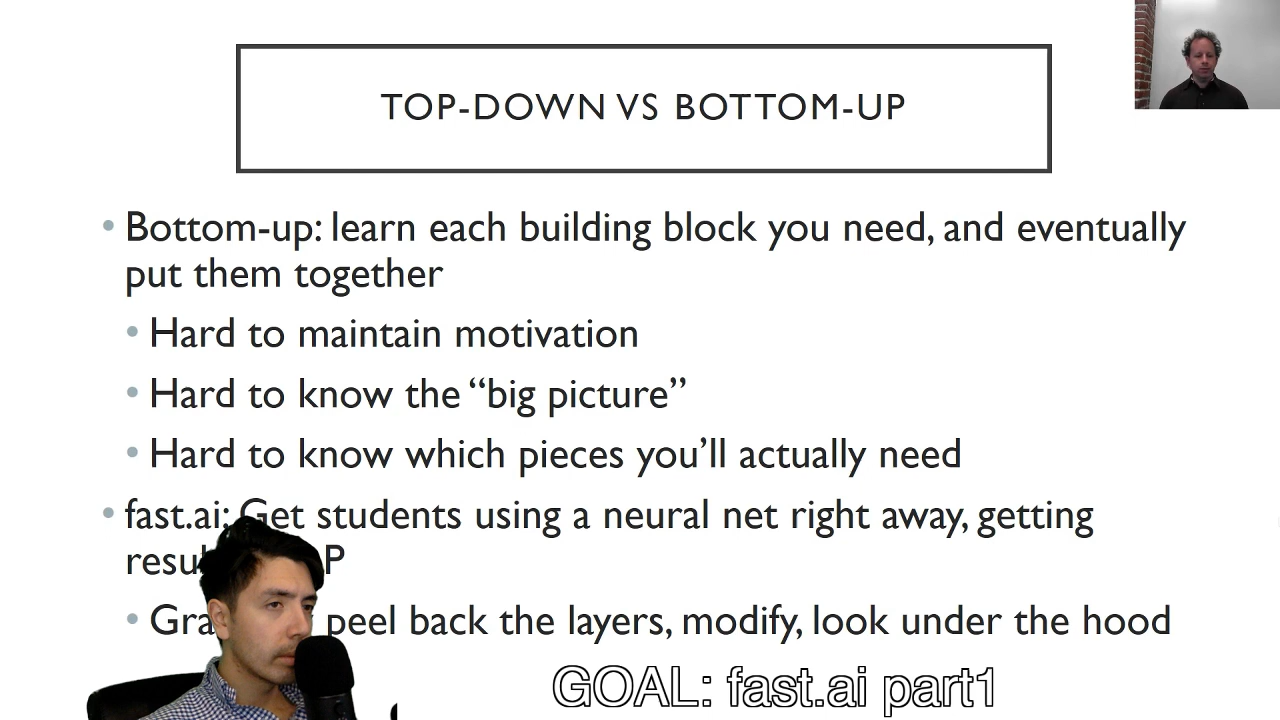 TOP-DOWN VS BOTTOM-UP
• Bottom-up: learn each building block you need, and eventually
put them together
• Hard to maintain motivation
• Hard to know the “big picture”
• Hard to know which pieces you’ll actually need
• fast.ai: Get students using a neural net right away, getting
• peel back the layers, modify, look under the hood
GOAL: fast.ai part1